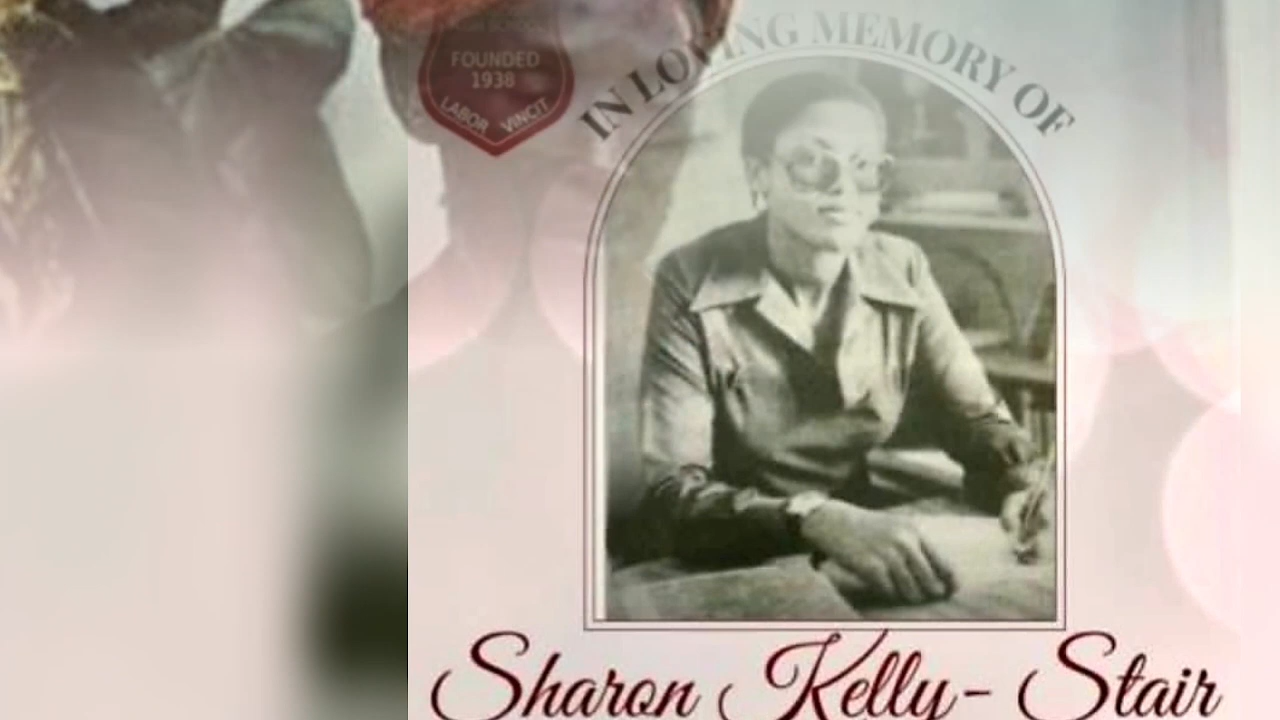 FOUNDED
1938
LABOR VINCIT
IN LOVING MEMORY OF
Sharon Kelly- Stair